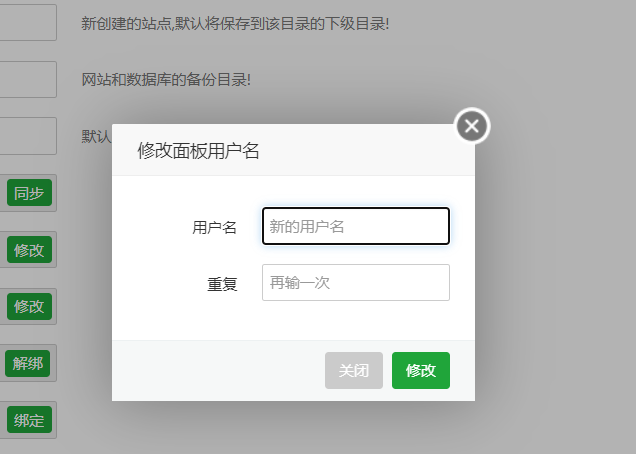 新创建的站点,默认将保存到该目录的下级目录!
网站和数据库的备份目录!
默认
修改面板用户名
同步
用户名 新的用户名
修改
重复 再输一次
修改
解绑
关闭 修改
绑定